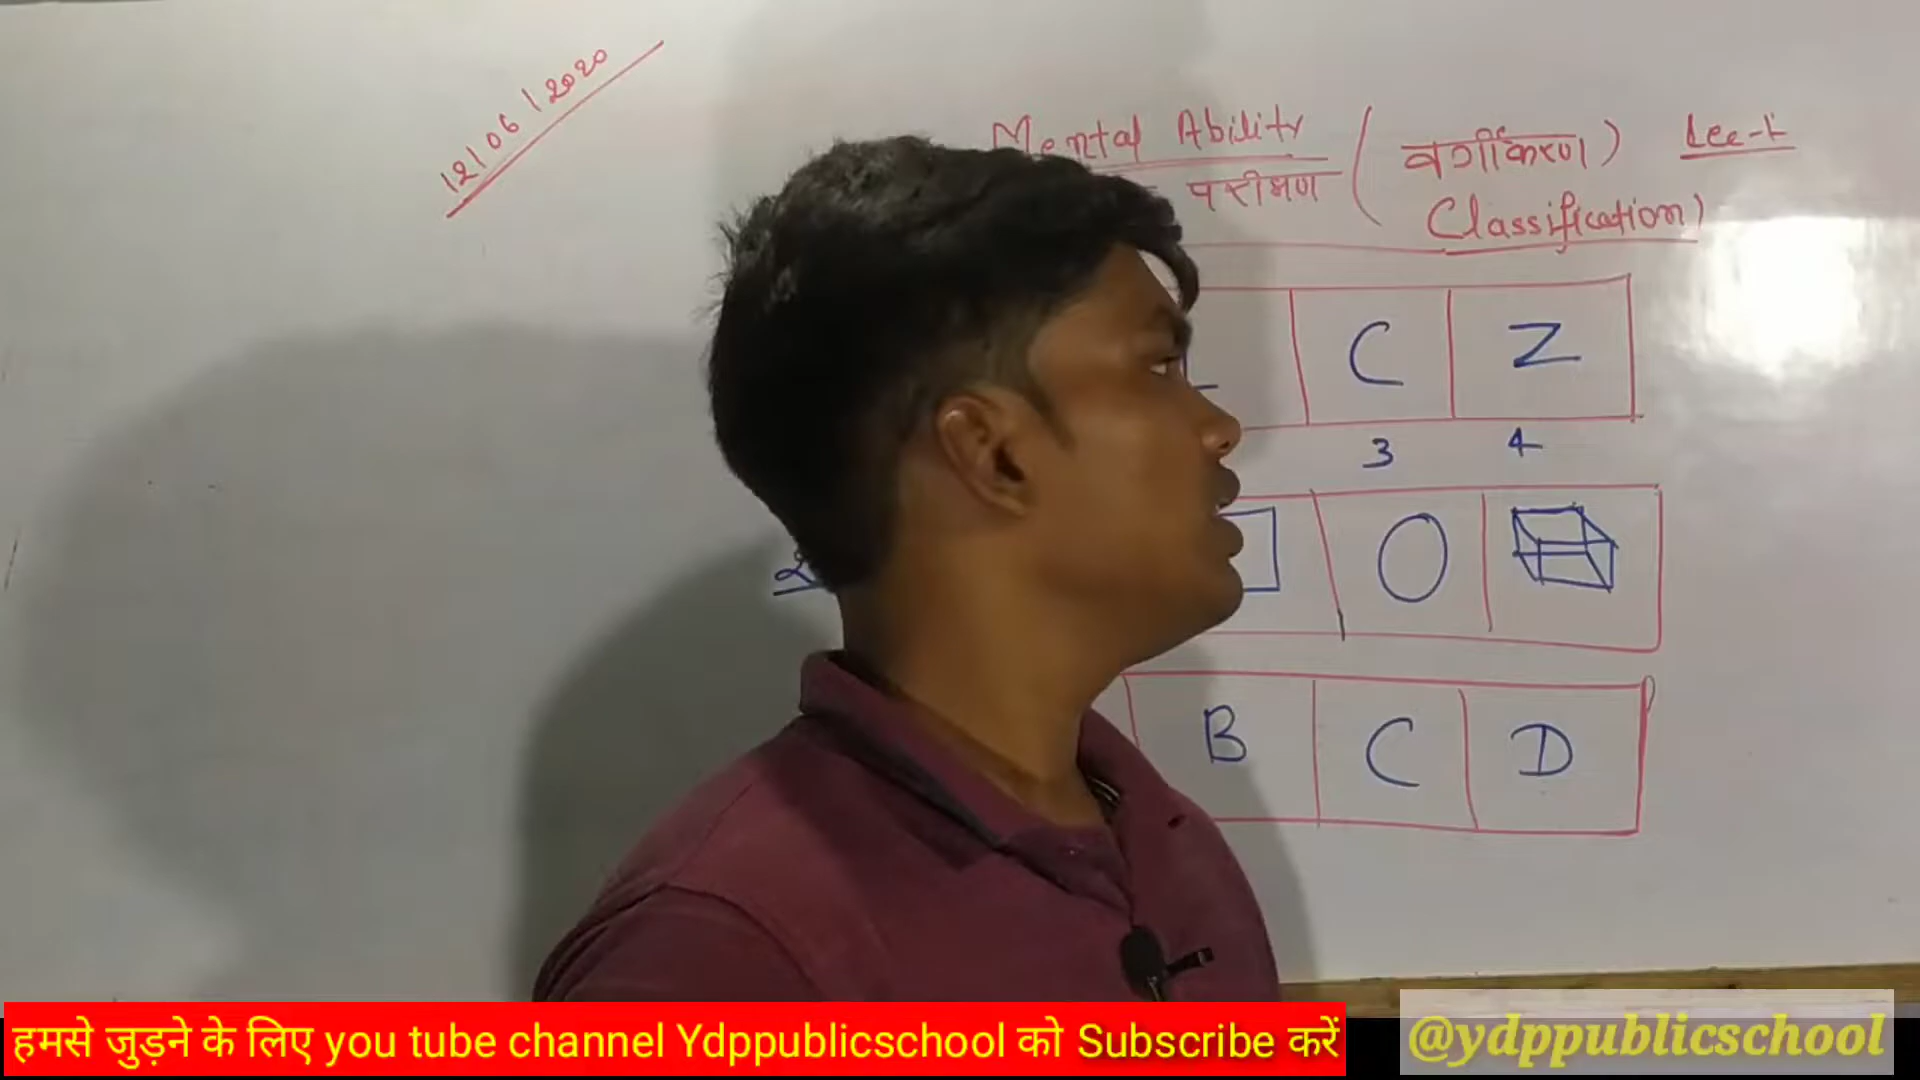 12/06/2020
Mental Ability ( वर्गीकरण ) Lec-1
परीक्षण Classification)
C Z
3 4
2
B C D
हमसे जुड़ने के लिए you tube channel Ydppublicschool को Subscribe करें
@ydppublicschool